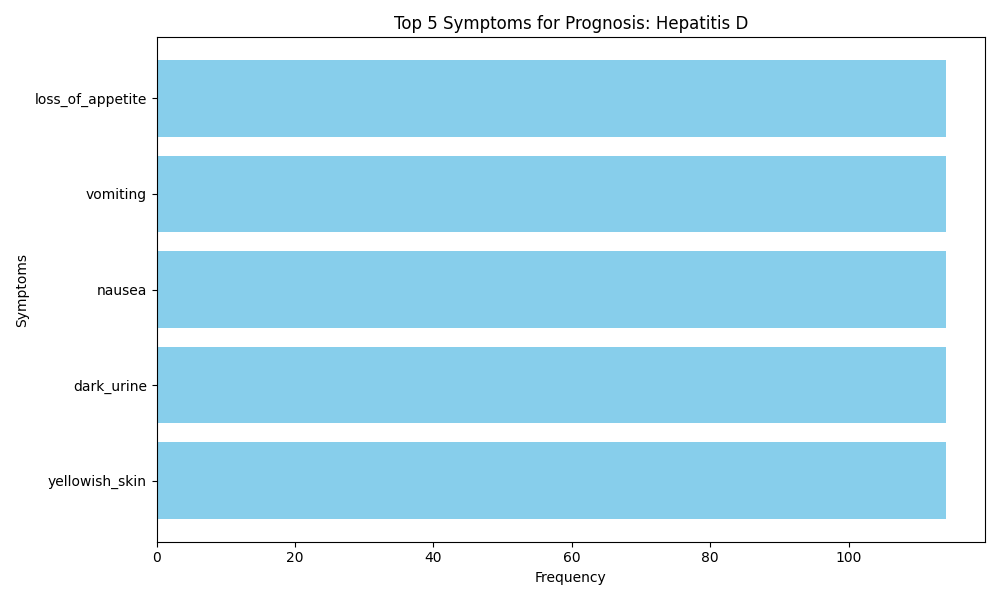 Top 5 Symptoms for Prognosis: Hepatitis D
Symptoms
loss_of_appetite
vomiting
nausea
dark_urine
yellowish_skin
0 20 40 60 80 100
Frequency